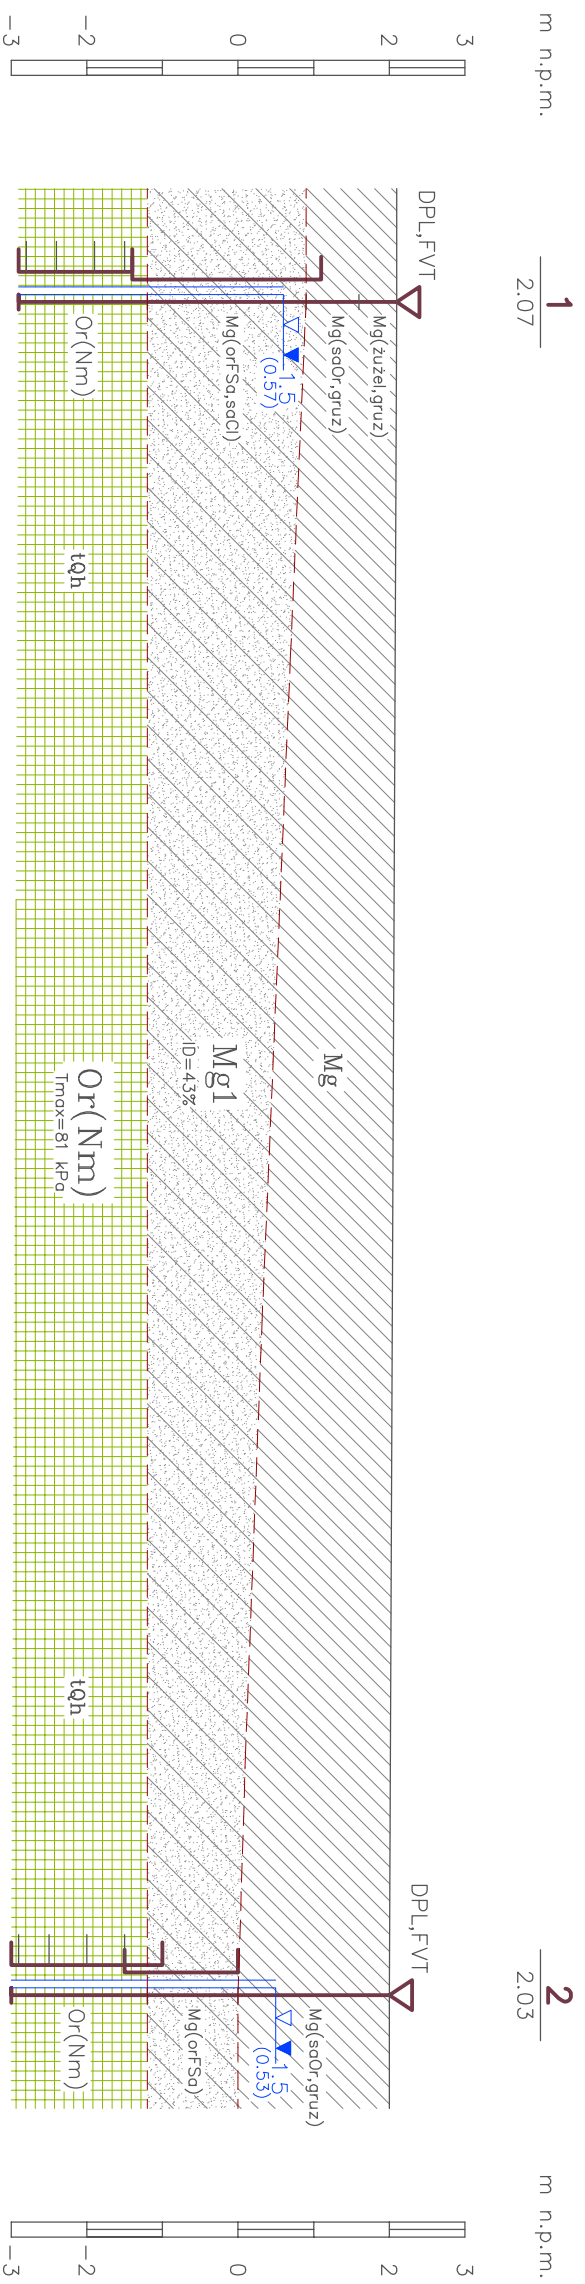 m n.p.m.
3
2
0
-2
-3
1
2.07
DPL,FVT
Mg(żużel,gruz)
Mg(saOr,gruz)
1.5
(0.57)
Mg(orFSa,saCl)
Or(Nm)
tQh
Mg
Mg1
ID=43%
Or(Nm)
Tmax=81 kPa
tQh
2
2.03
DPL,FVT
Mg(saOr,gruz)
1.5
(0.53)
Mg(orFSa)
Or(Nm)
m n.p.m.
3
2
0
-2
-3